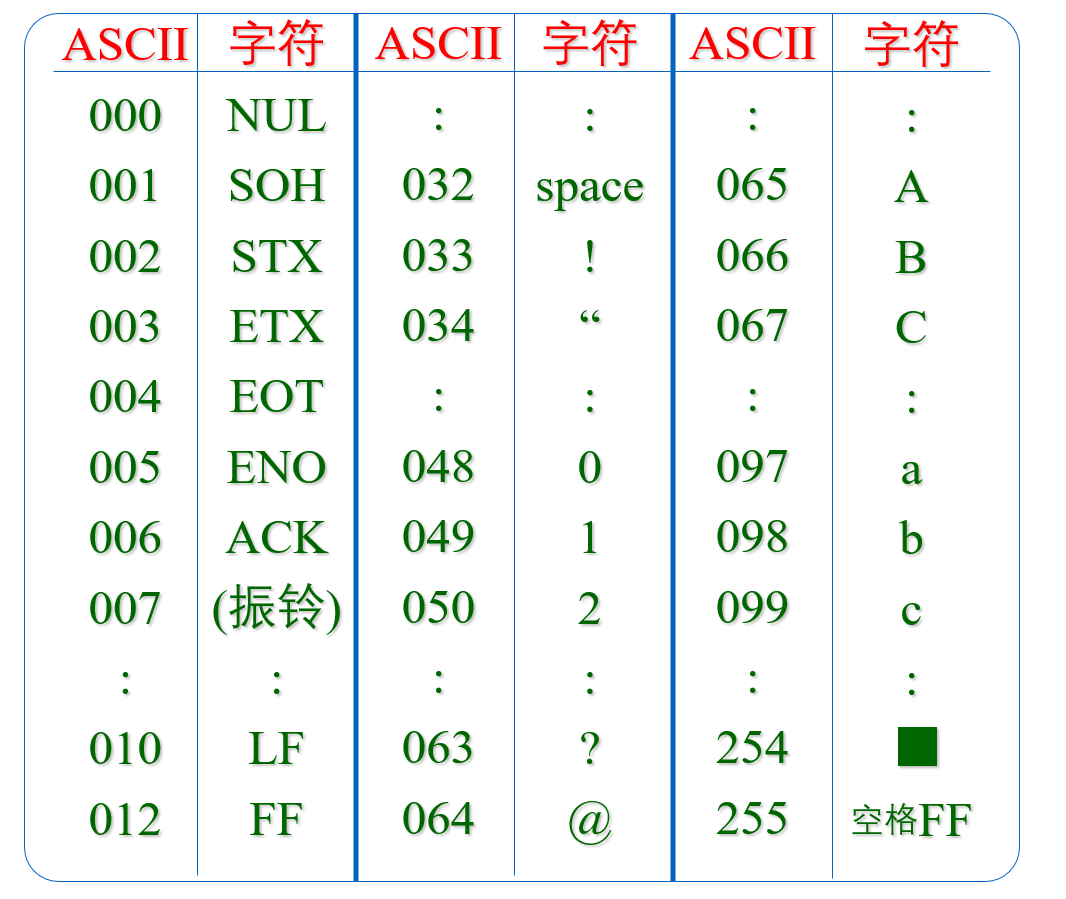 ASCII 字符 ASCII 字符 ASCII 字符
000 NUL : : : :
001 SOH 032 space 065 A
002 STX 033 ! 066 B
003 ETX 034 “ 067 C
004 EOT : : : :
005 ENO 048 0 097 a
006 ACK 049 1 098 b
007 (振铃) 050 2 099 c
: : : : : :
010 LF 063 ? 254 ■
012 FF 064 @ 255 空格FF